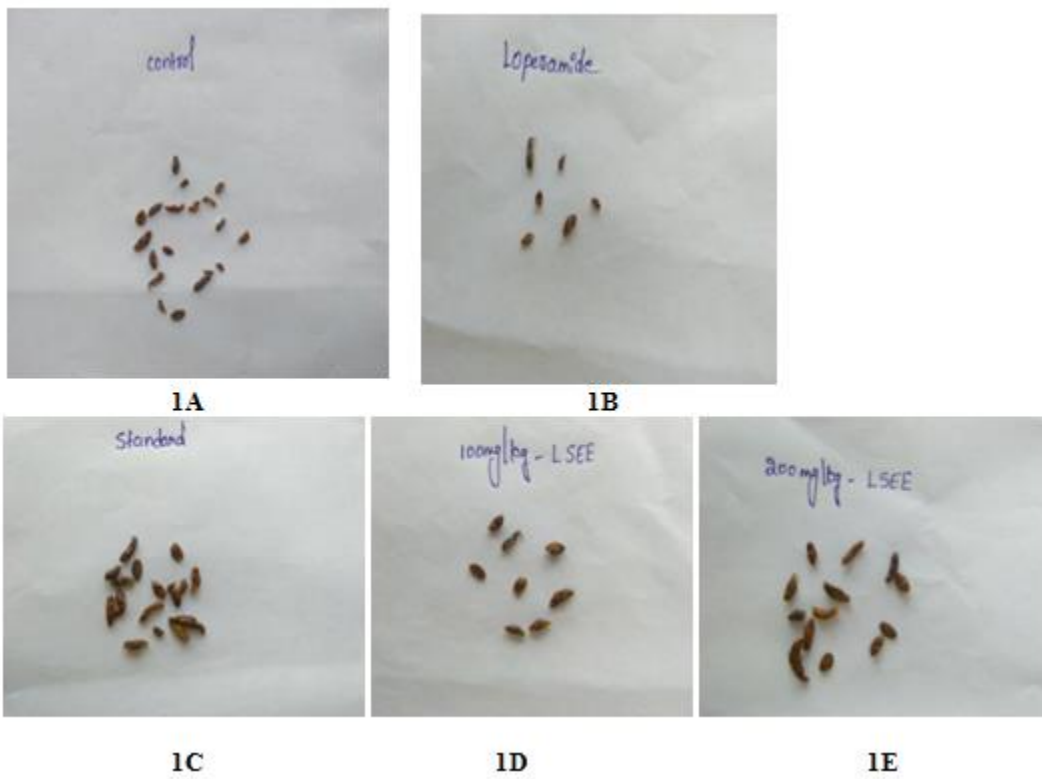 control
Loperamide
1A
1B
Standard
100mg/kg - LSEE
200mg/kg - LSEE
1C
1D
1E